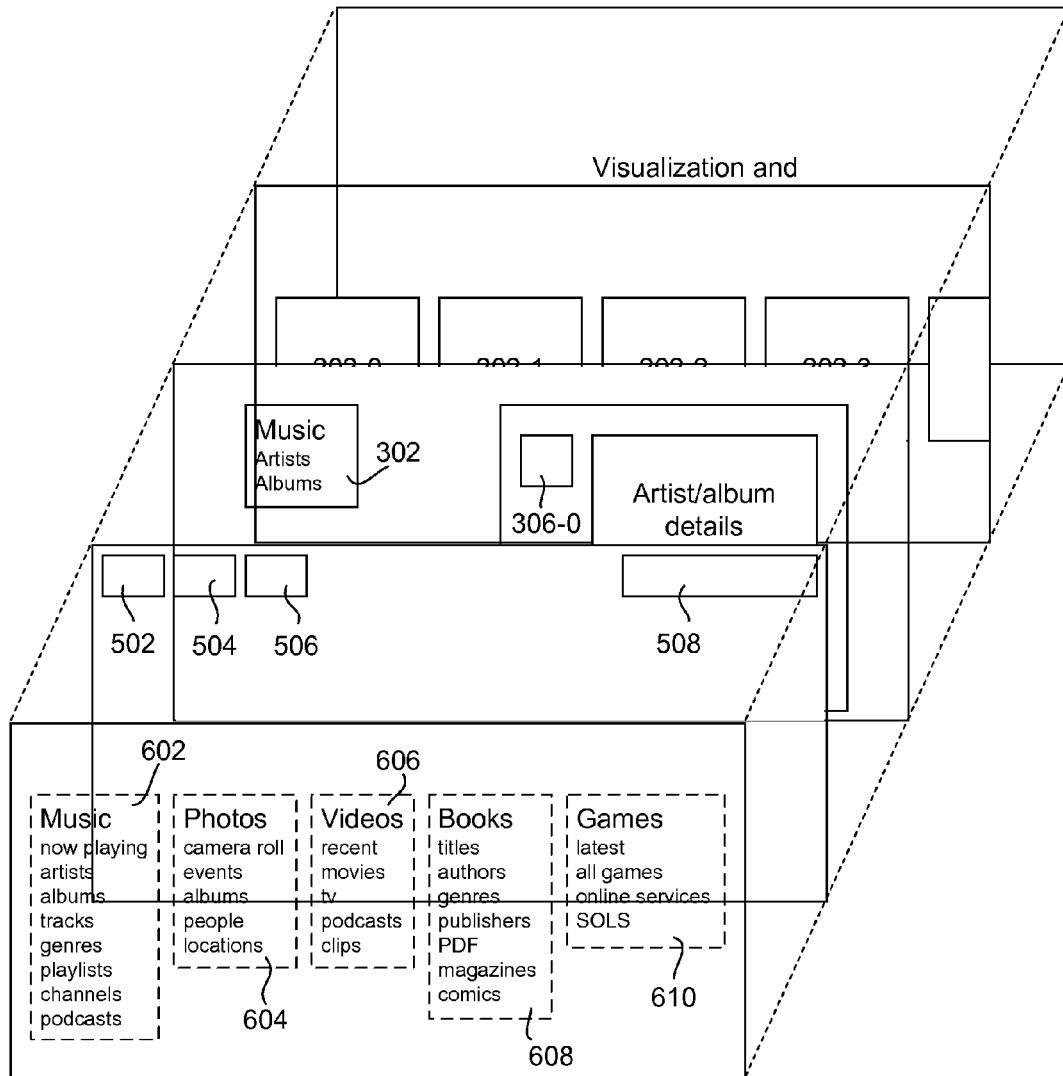 Visualization and
Music
Artists
Albums
302
306-0
Artist/album
details
502
504
506
508
602
Music
now playing
artists
albums
tracks
genres
playlists
channels
podcasts
Photos
camera roll
events
albums
people
locations
604
606
Videos
recent
movies
tv
podcasts
clips
Books
titles
authors
genres
publishers
PDF
magazines
comics
608
Games
latest
all games
online services
SOLS
610